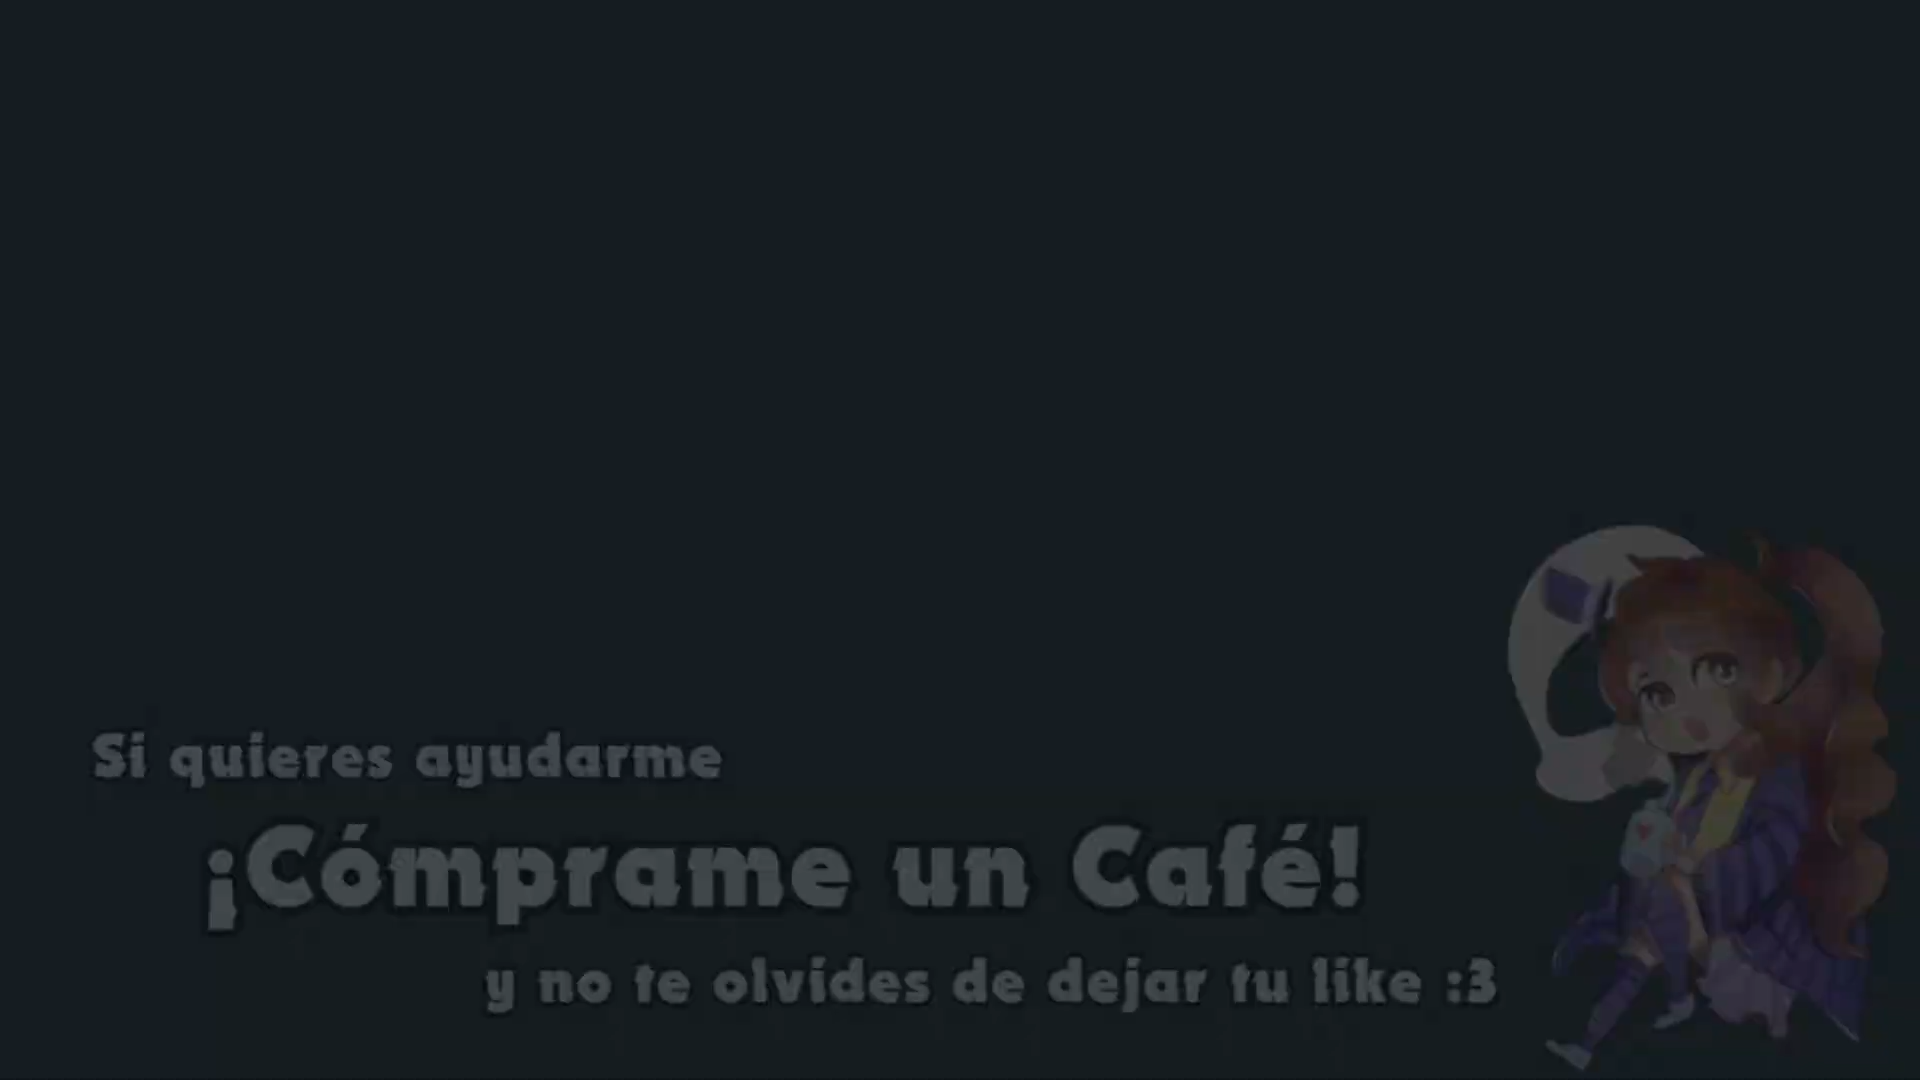 Si quieres ayudarme
¡Cómprame un Café!
y no te olvides de dejar tu like :3